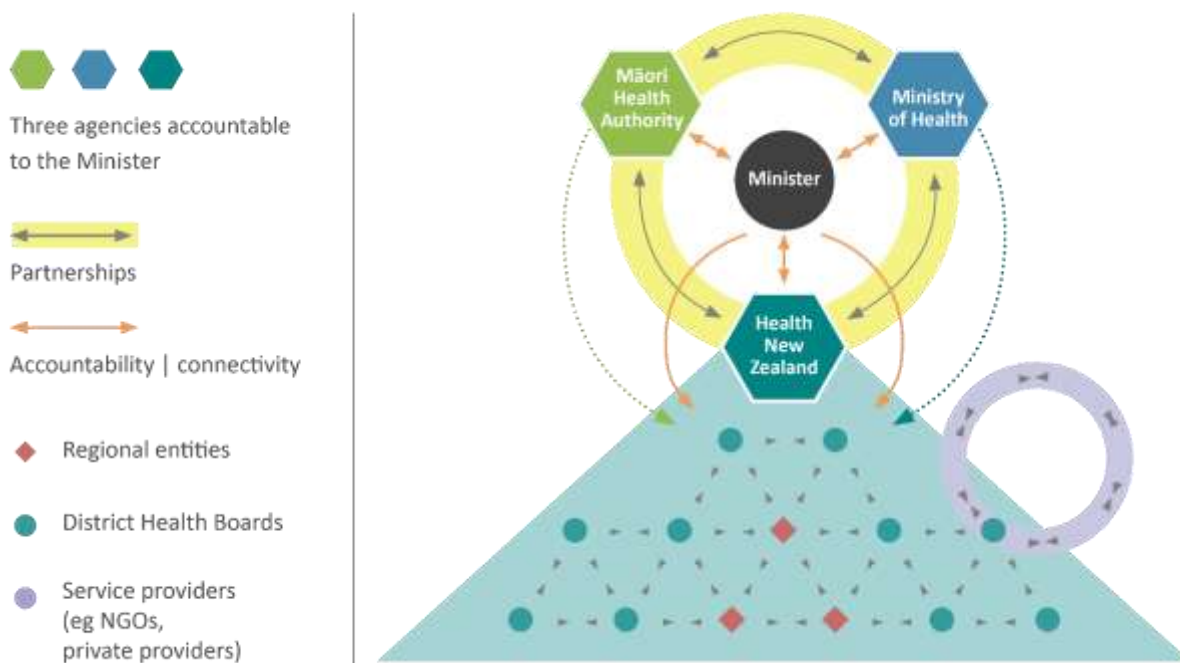 Three agencies accountable
to the Minister
Partnerships
Accountability | connectivity
Regional entities
District Health Boards
Service providers
(eg NGOs,
private providers)
Māori
Health
Authority
Ministry
of Health
Minister
Health
New
Zealand